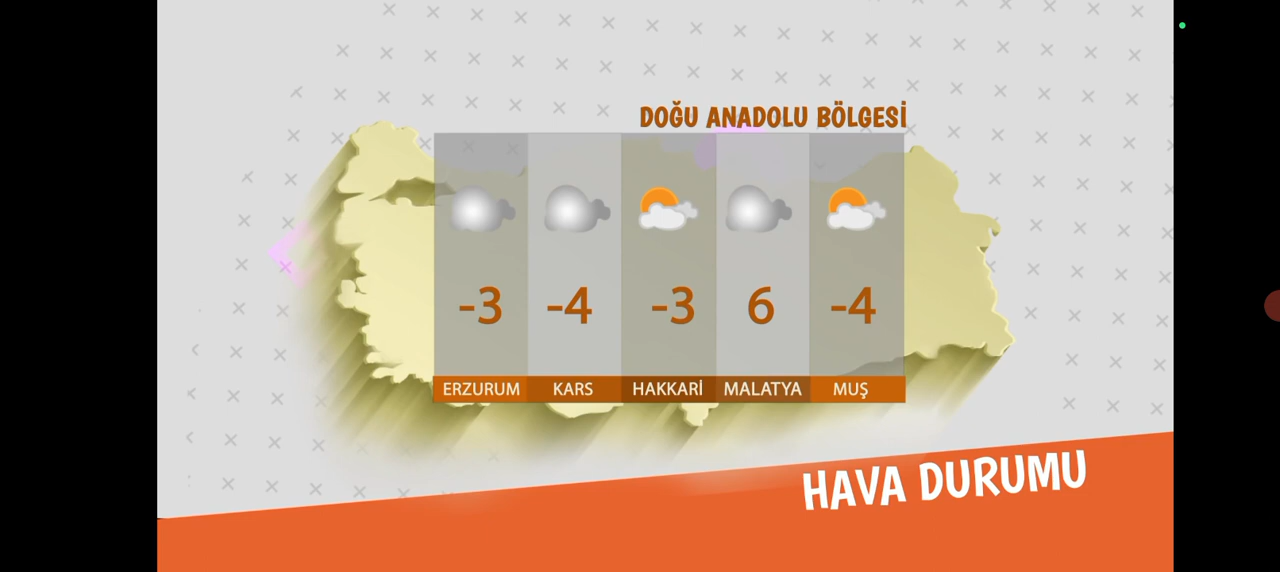 DOĞU ANADOLU BÖLGESİ
-3 -4 -3 6 -4
ERZURUM KARS HAKKARİ MALATYA MUŞ
HAVA DURUMU